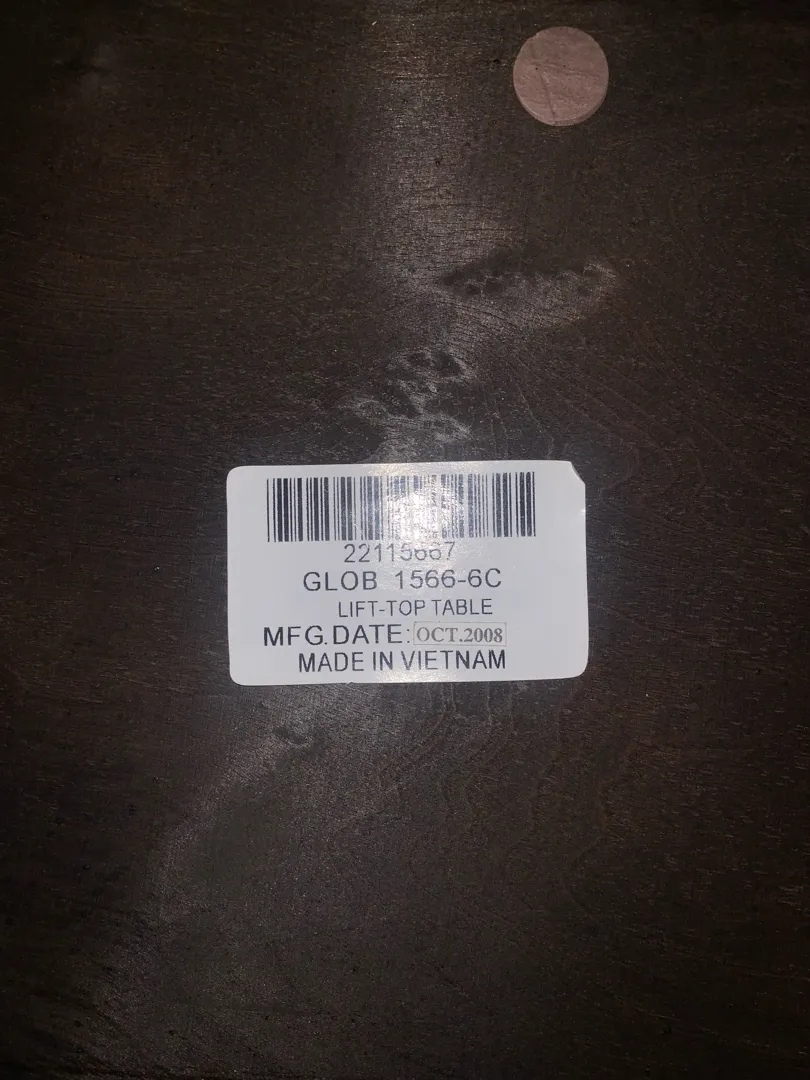 22115667
GLOB 1566-6C
LIFT-TOP TABLE
MFG.DATE: OCT.2008
MADE IN VIETNAM